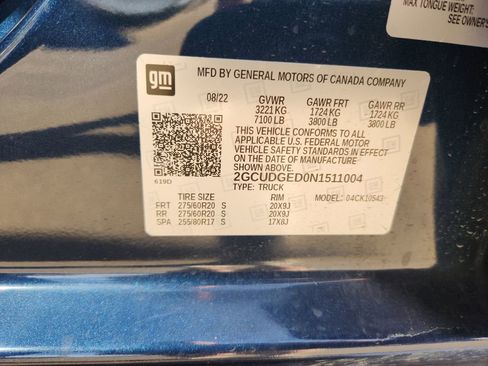 MAX TONGUE WEIGHT:
SEE OWNER'S
gm
MFD BY GENERAL MOTORS OF CANADA COMPANY
08/22 GVWR GAWR FRT GAWR RR
3221 KG 1724 KG 1724 KG
7100 LB 3800 LB 3800 LB
THIS VEHICLE CONFORMS TO ALL
APPLICABLE U.S. FEDERAL MOTOR
VEHICLE SAFETY STANDARDS IN EFFECT ON
THE DATE OF MANUFACTURE
SHOWN ABOVE.
2GCUDGED0N1511004
619D
TYPE: TRUCK
TIRE SIZE RIM 04CK10543
FRT 275/60R20 S 20X9J
RR 275/60R20 S 20X9J
SPA 255/80R17 S 17X8J